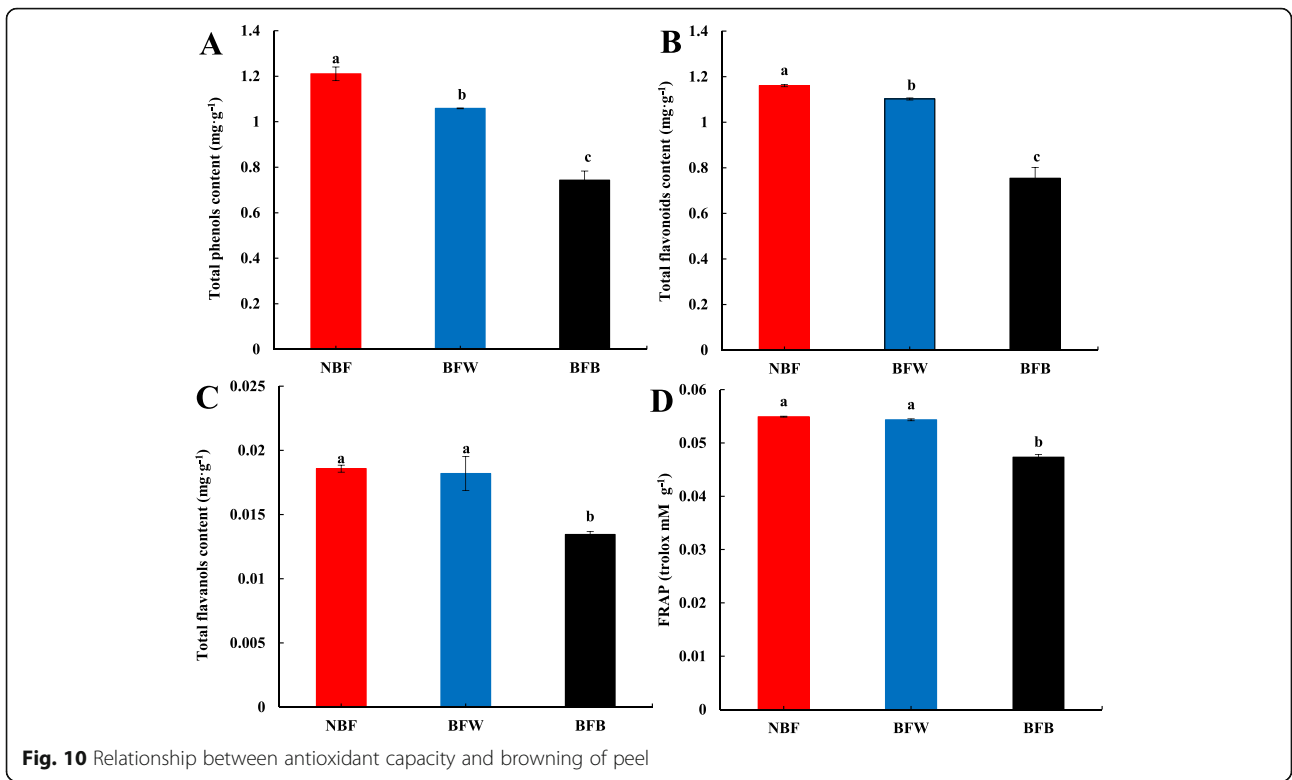 A
1.4
1.2
1
0.8
0.6
0.4
0.2
0
Total phenols content (mg·g⁻¹)
a
b
c
NBF BFW BFB
B
1.4
1.2
1
0.8
0.6
0.4
0.2
0
Total flavonoids content (mg·g⁻¹)
a
b
c
NBF BFW BFB
C
0.025
0.02
0.015
0.01
0.005
0
Total flavanols content (mg·g⁻¹)
a
a
b
NBF BFW BFB
D
0.06
0.05
0.04
0.03
0.02
0.01
0
FRAP (trolox mM g⁻¹)
a
a
b
NBF BFW BFB
Fig. 10 Relationship between antioxidant capacity and browning of peel